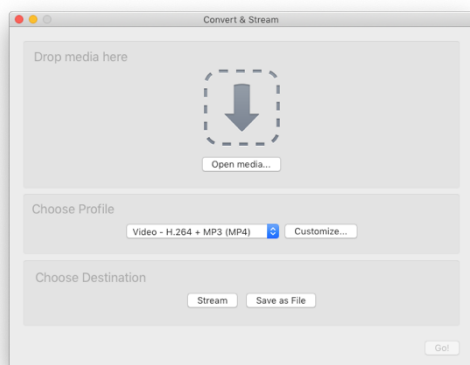 Convert & Stream
Drop media here
Open media...
Choose Profile
Video - H.264 + MP3 (MP4)
Customize...
Choose Destination
Stream
Save as File
Go!